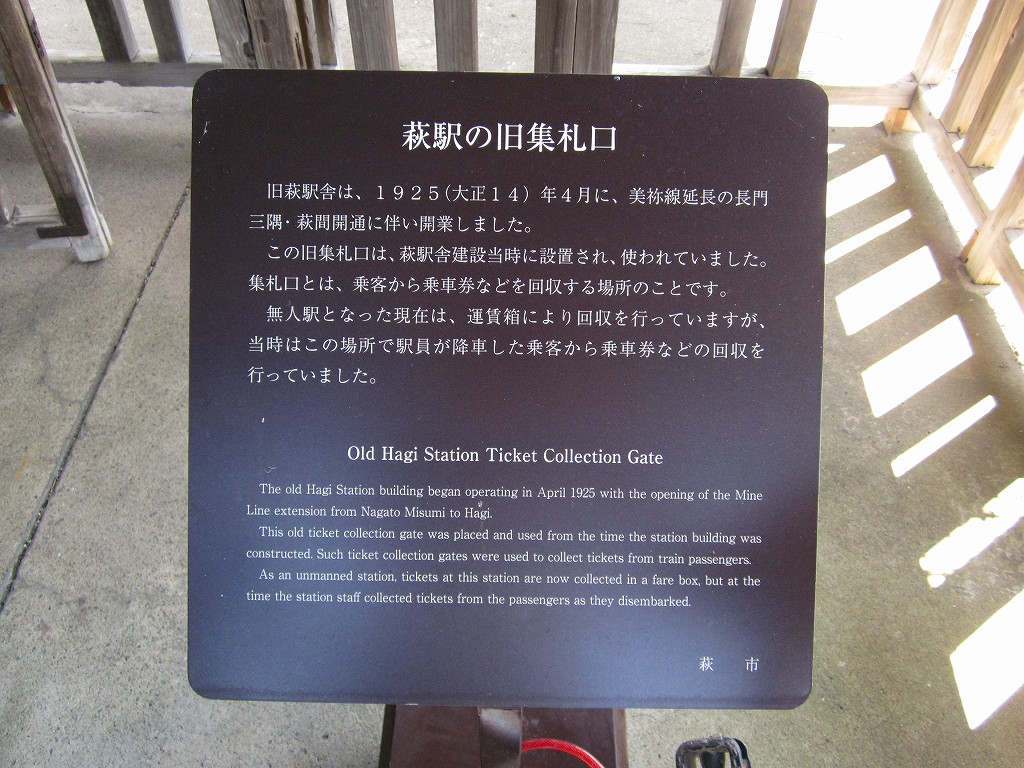 萩駅の旧集札口
旧萩駅舎は、１９２５(大正１４) 年４月に、美祢線延長の長門
三隅・萩間開通に伴い開業しました。
この旧集札口は、萩駅舎建設当時に設置され、使われていました。
集札口とは、乗客から乗車券などを回収する場所のことです。
無人駅となった現在は、運賃箱により回収を行っていますが、
当時はこの場所で駅員が降車した乗客から乗車券などの回収を
行っていました。
Old Hagi Station Ticket Collection Gate
The old Hagi Station building began operating in April 1925 with the opening of the Mine
Line extension from Nagato Misumi to Hagi.
This old ticket collection gate was placed and used from the time the station building was
constructed. Such ticket collection gates were used to collect tickets from train passengers.
As an unmanned station, tickets at this station are now collected in a fare box, but at the
time the station staff collected tickets from the passengers as they disembarked.
萩 市